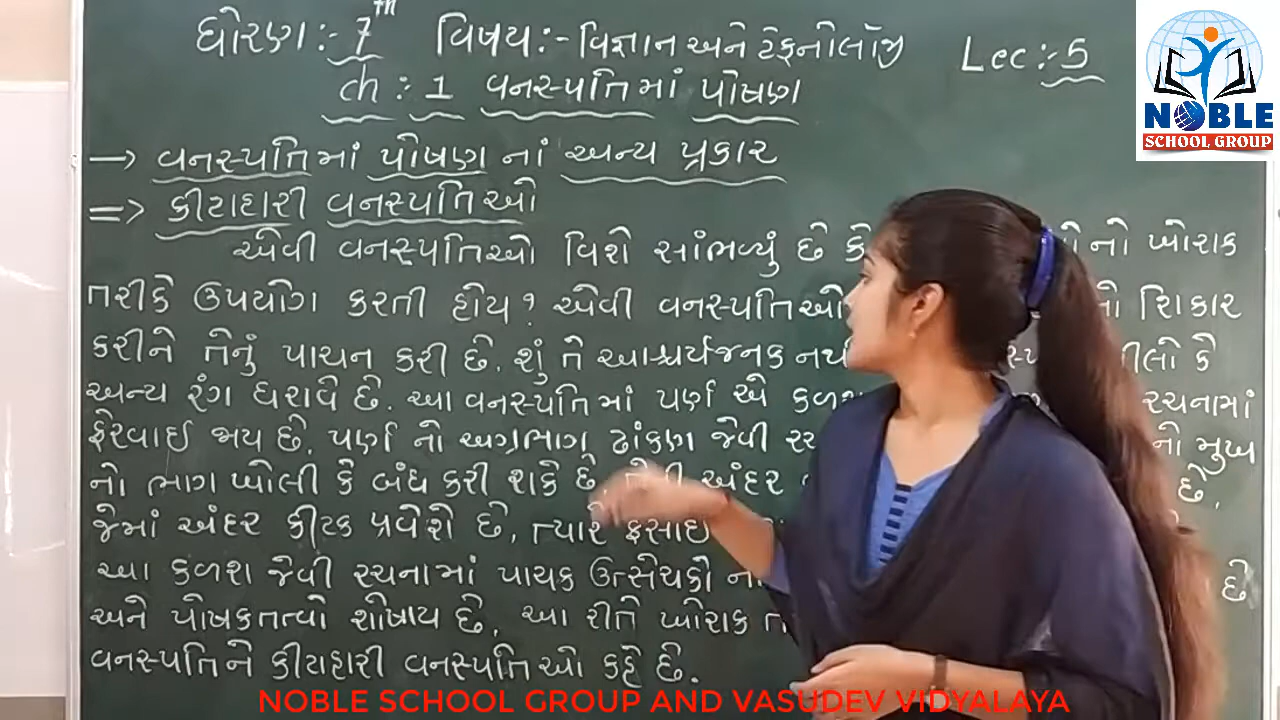 ધોરણ :- 7th વિષય :- વિજ્ઞાન અને ટેકનોલૉજી Lec :- 5
ch : 1 વનસ્પતિમાં પોષણ
NOBLE
SCHOOL GROUP
→ વનસ્પતિમાં પોષણ નાં અન્ય પ્રકાર
⇒ કીટાહારી વનસ્પતિઓ
એવી વનસ્પતિઓ વિશે સાંભળ્યું છે કે નો ખોરાક
તરીકે ઉપયોગ કરતી હોય ? એવી વનસ્પતિઓ નો શિકાર
કરીને તેનું પાચન કરી છે. શું તે આશ્ચર્યજનક નથી લીલો કે
અન્ય રંગ ધરાવે છે. આ વનસ્પતિમાં પર્ણ એ રચનામાં
ફેરવાઈ જાય છે. પર્ણ નો અગ્રભાગ ઢાંકણ જેવી નો મુખ
નો ભાગ ખોલી કે બંધ કરી શકે છે. અંદર છે.
જેમાં અંદર કીટક પ્રવેશે છે, ત્યારે ફસાઈ
આ કળશ જેવી રચનામાં પાચક ઉત્સેચકો છે
અને પોષકતત્વો શોષાય છે. આ રીતે ખોરાક
વનસ્પતિને કીટાહારી વનસ્પતિઓ કહે છે.
NOBLE SCHOOL GROUP AND VASUDEV VIDYALAYA